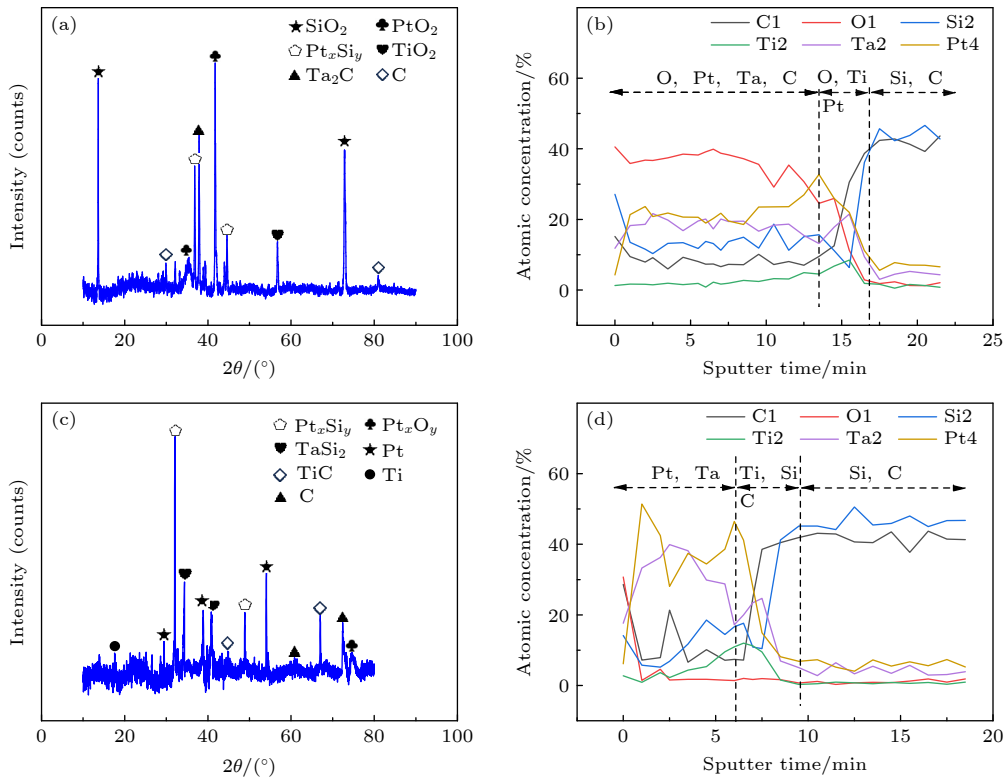 (a)
★ SiO₂ ♣ PtO₂
⬠ PtₓSiᵧ ♥ TiO₂
▲ Ta₂C ◇ C
Intensity (counts)
0 20 40 60 80 100
2θ/(°)
(b)
C1 O1 Si2
Ti2 Ta2 Pt4
60
40
20
0
Atomic concentration/%
O, Pt, Ta, C O, Ti Si, C
Pt
0 5 10 15 20 25
Sputter time/min
(c)
⬠ PtₓSiᵧ ♣ PtₓOᵧ
♥ TaSi₂ ★ Pt
◇ TiC ● Ti
▲ C
Intensity (counts)
0 20 40 60 80 100
2θ/(°)
(d)
C1 O1 Si2
Ti2 Ta2 Pt4
60
40
20
0
Atomic concentration/%
Pt, Ta Ti, Si Si, C
C
0 5 10 15 20
Sputter time/min